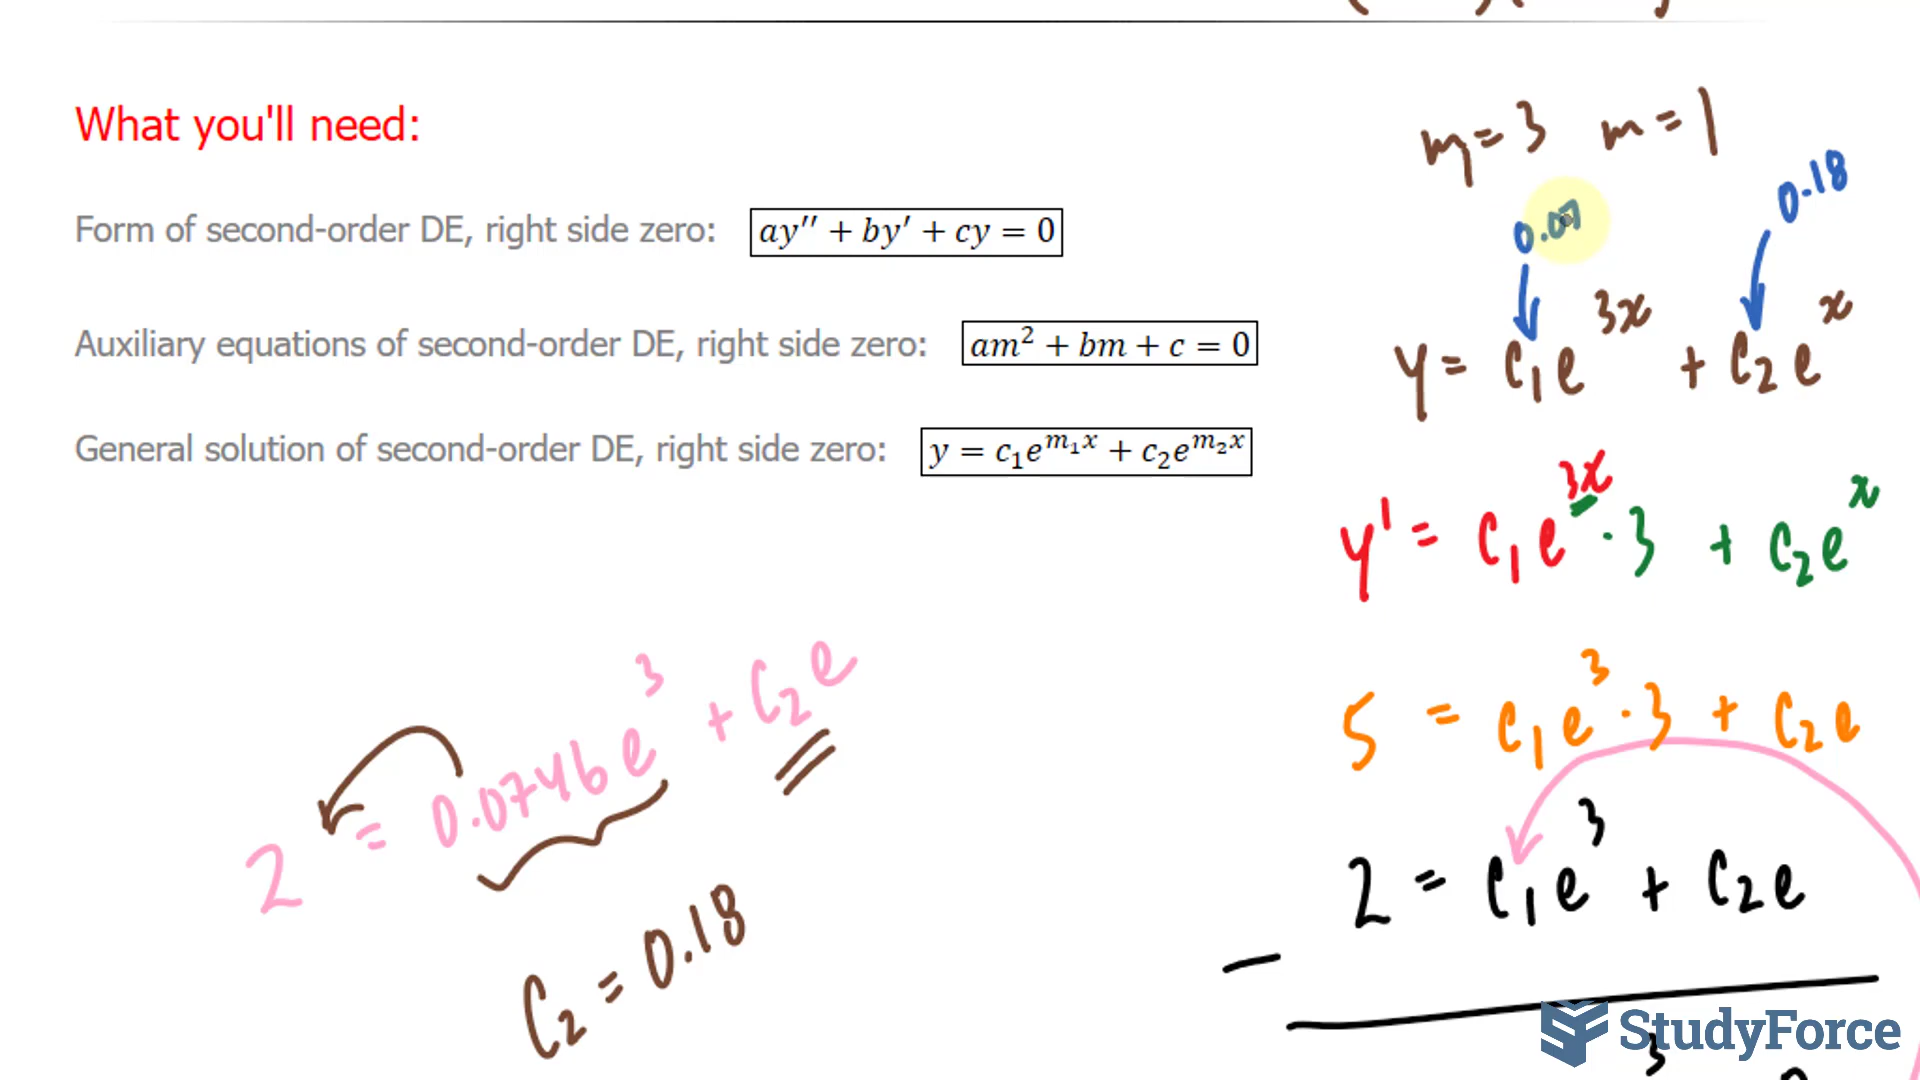 What you'll need:
Form of second-order DE, right side zero: ay″ + by′ + cy = 0
Auxiliary equations of second-order DE, right side zero: am² + bm + c = 0
General solution of second-order DE, right side zero: y = c₁e^{m₁x} + c₂e^{m₂x}
m = 3 m = 1
0.07 0.18
y = c₁e^{3x} + c₂e^{x}
y' = c₁e^{3x} · 3 + c₂e^{x}
5 = c₁e³ · 3 + c₂e
2 = c₁e³ + c₂e
−
2 = 0.0746e³ + c₂e
c₂ = 0.18
StudyForce